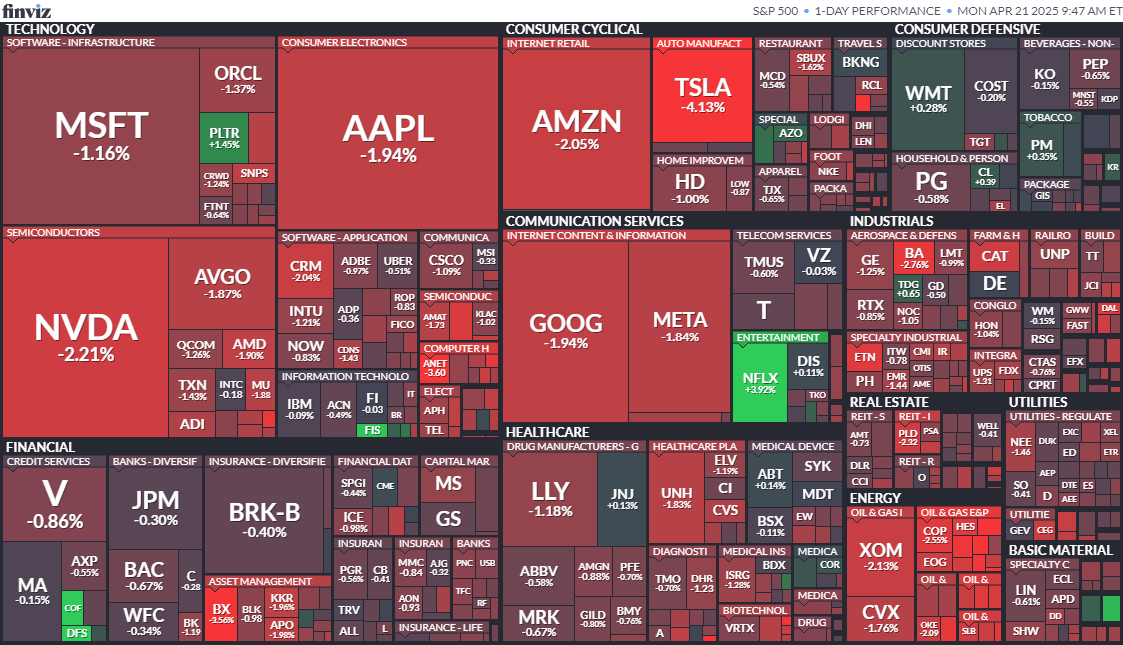 finviz
S&P 500 • 1-DAY PERFORMANCE • MON APR 21 2025 9:47 AM ET
TECHNOLOGY
SOFTWARE - INFRASTRUCTURE
MSFT
-1.16%
ORCL
-1.37%
PLTR
+1.45%
CRWD
-1.24%
SNPS
FTNT
-0.64%
CONSUMER ELECTRONICS
AAPL
-1.94%
SEMICONDUCTORS
NVDA
-2.21%
AVGO
-1.87%
QCOM
-1.26%
AMD
-1.90%
TXN
-1.43%
INTC
-0.18
MU
-1.88
ADI
SOFTWARE - APPLICATION
CRM
-2.04%
ADBE
-0.97%
UBER
-0.51%
INTU
-1.21%
ADP
-0.36
ROP
-0.83
FICO
NOW
-0.83%
CDNS
-1.43
COMMUNICA
CSCO
-1.09%
MSI
-0.33
SEMICONDUC
AMAT
-1.73
KLAC
-1.02
COMPUTER H
ANET
-3.60
INFORMATION TECHNOLO
IBM
-0.09%
ACN
-0.49%
FI
-0.03
IT
BR
FIS
ELECT
APH
TEL
CONSUMER CYCLICAL
INTERNET RETAIL
AMZN
-2.05%
AUTO MANUFACT
TSLA
-4.13%
HOME IMPROVEM
HD
-1.00%
LOW
-0.87
RESTAURANT
MCD
-0.54%
SBUX
-1.62%
TRAVEL S
BKNG
RCL
SPECIAL
AZO
LODGI
DHI
LEN
APPAREL
TJX
-0.65%
FOOT
NKE
PACKA
CONSUMER DEFENSIVE
DISCOUNT STORES
WMT
+0.28%
COST
-0.20%
TGT
BEVERAGES - NON-
KO
-0.15%
PEP
-0.65%
MNST
-0.55
KDP
TOBACCO
PM
+0.35%
KR
HOUSEHOLD & PERSON
PG
-0.58%
CL
+0.39
EL
PACKAGE
GIS
COMMUNICATION SERVICES
INTERNET CONTENT & INFORMATION
GOOG
-1.94%
META
-1.84%
TELECOM SERVICES
TMUS
-0.60%
VZ
-0.03%
T
ENTERTAINMENT
NFLX
+3.92%
DIS
+0.11%
TKO
INDUSTRIALS
AEROSPACE & DEFENS
GE
-1.25%
BA
-2.76%
LMT
-0.99%
RTX
-0.85%
TDG
+0.65
GD
-0.50
NOC
-1.05
FARM & H
CAT
DE
RAILRO
UNP
BUILD
TT
JCI
CONGLO
HON
-1.04%
WM
-0.15%
GWW
FAST
DAL
RSG
SPECIALTY INDUSTRIAL
ETN
ITW
-0.78
CMI
IR
OTIS
PH
EMR
-1.44
AME
INTEGRA
UPS
-1.31
FDX
CTAS
-0.76%
EFX
CPRT
FINANCIAL
CREDIT SERVICES
V
-0.86%
MA
-0.15%
AXP
-0.55%
COF
DFS
BANKS - DIVERSIF
JPM
-0.30%
BAC
-0.67%
C
-0.28
WFC
-0.34%
BK
-1.19
INSURANCE - DIVERSIFIE
BRK-B
-0.40%
ASSET MANAGEMENT
BX
-3.56%
BLK
-0.98
KKR
-1.96%
APO
-1.98%
FINANCIAL DAT
SPGI
-0.44%
CME
ICE
-0.98%
CAPITAL MAR
MS
GS
INSURAN
PGR
-0.56%
CB
-0.41
TRV
ALL
L
INSURAN
MMC
-0.84
AJG
-0.32
AON
-0.93
BANKS
PNC
USB
TFC
RF
INSURANCE - LIFE
HEALTHCARE
DRUG MANUFACTURERS - G
LLY
-1.18%
JNJ
+0.13%
ABBV
-0.58%
AMGN
-0.88%
PFE
-0.70%
MRK
-0.67%
GILD
-0.80%
BMY
-0.76%
HEALTHCARE PLA
UNH
-1.83%
ELV
-1.19%
CI
CVS
MEDICAL DEVICE
ABT
+0.14%
SYK
MDT
BSX
-0.11%
EW
DIAGNOSTI
TMO
-0.70%
DHR
-1.23
A
MEDICAL INS
ISRG
-1.28%
BDX
MEDICA
COR
MEDICA
BIOTECHNOL
VRTX
DRUG
REAL ESTATE
REIT - S
AMT
-0.73
DLR
CCI
REIT - I
PLD
-2.32
PSA
WELL
-0.41
REIT - R
O
UTILITIES
UTILITIES - REGULATE
NEE
-1.46
DUK
EXC
XEL
ED
ETR
SO
-0.41
AEP
D
DTE
ES
AEE
UTILITIE
GEV
CEG
ENERGY
OIL & GAS I
XOM
-2.13%
CVX
-1.76%
OIL & GAS E&P
COP
-2.55%
HES
EOG
OIL &
OKE
-2.09
OIL &
OIL &
SLB
BASIC MATERIAL
SPECIALTY C
LIN
-0.61%
ECL
APD
DD
SHW